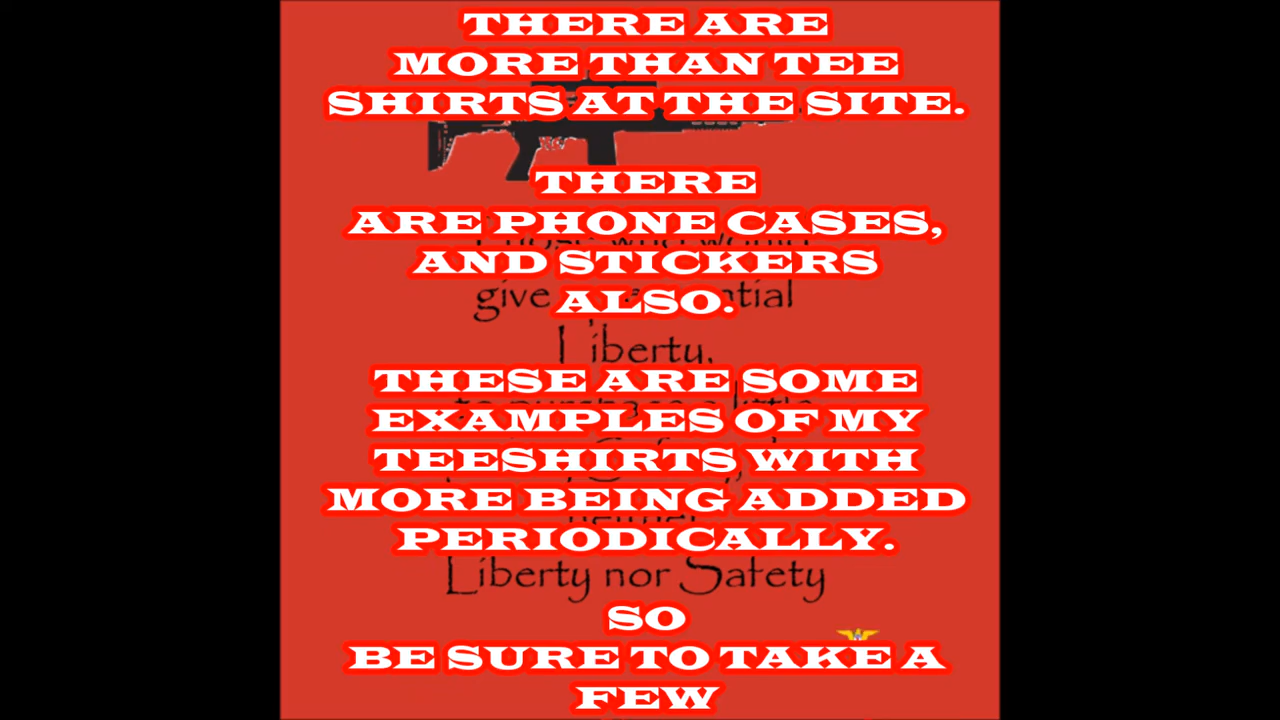 THERE ARE
MORE THAN TEE
SHIRTS AT THE SITE.
THERE
ARE PHONE CASES,
AND STICKERS
give
ALSO.
Liberty,
THESE ARE SOME
EXAMPLES OF MY
TEESHIRTS WITH
MORE BEING ADDED
PERIODICALLY.
Liberty nor Safety
SO
BE SURE TO TAKE A
FEW